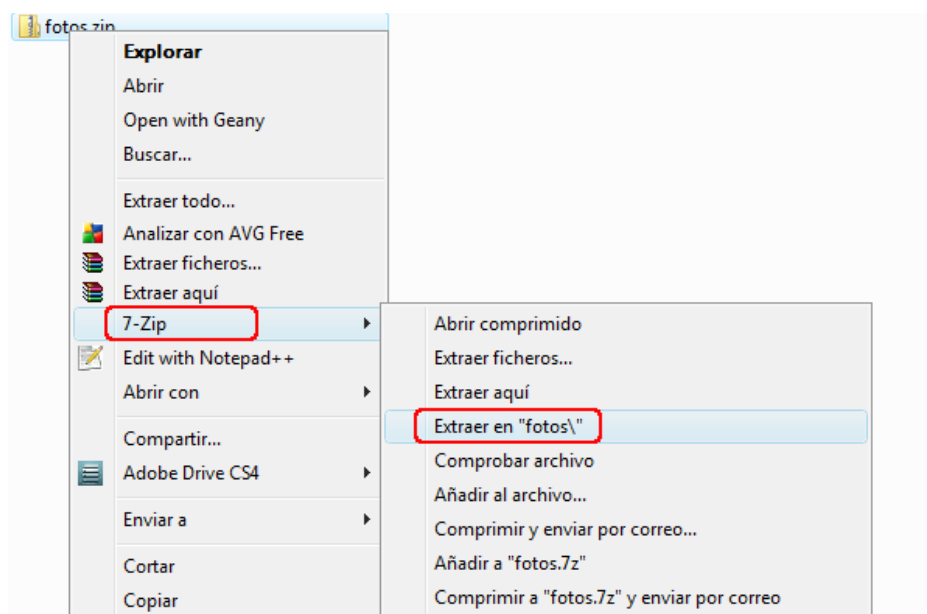 fotos.zip
Explorar
Abrir
Open with Geany
Buscar...
Extraer todo...
Analizar con AVG Free
Extraer ficheros...
Extraer aquí
7-Zip
Edit with Notepad++
Abrir con
Compartir...
Adobe Drive CS4
Enviar a
Cortar
Copiar
Abrir comprimido
Extraer ficheros...
Extraer aquí
Extraer en "fotos\"
Comprobar archivo
Añadir al archivo...
Comprimir y enviar por correo...
Añadir a "fotos.7z"
Comprimir a "fotos.7z" y enviar por correo